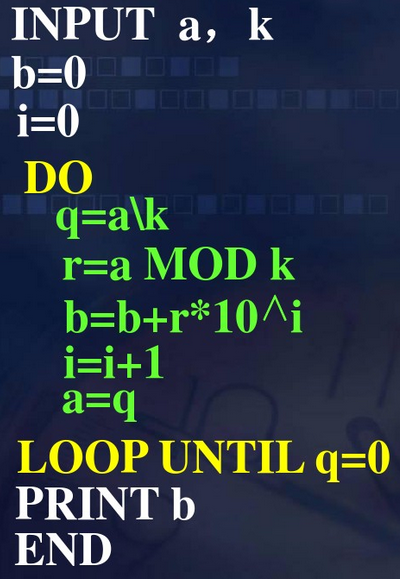 INPUT a，k
b=0
i=0
DO
q=a\k
r=a MOD k
b=b+r*10^i
i=i+1
a=q
LOOP UNTIL q=0
PRINT b
END